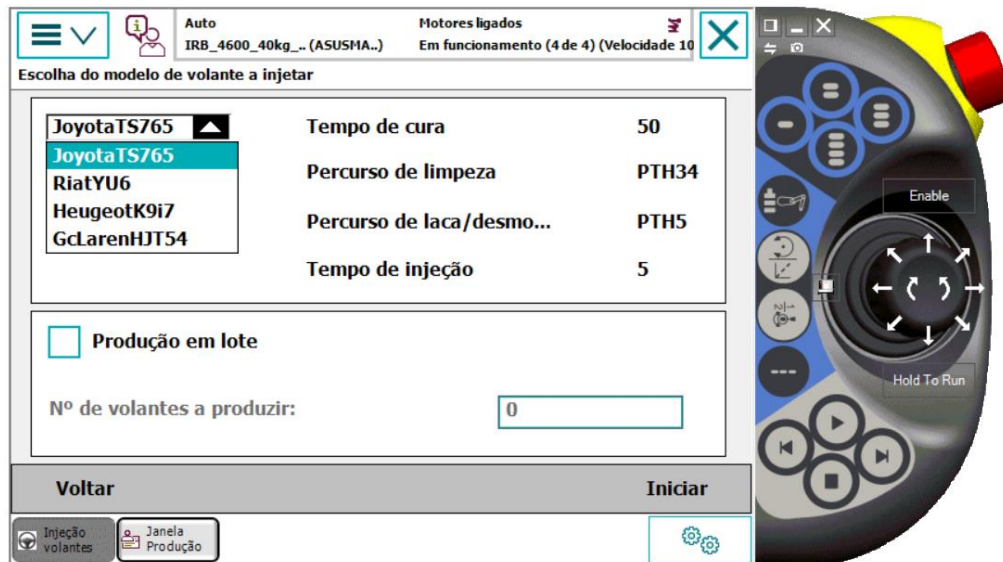 Auto
Motores ligados
IRB_4600_40kg_.. (ASUSMA..)
Em funcionamento (4 de 4) (Velocidade 10
Escolha do modelo de volante a injetar
JoyotaTS765
JoyotaTS765
RiatYU6
HeugeotK9i7
GcLarenHJT54
Tempo de cura 50
Percurso de limpeza PTH34
Percurso de laca/desmo... PTH5
Tempo de injeção 5
Produção em lote
Nº de volantes a produzir: 0
Voltar
Iniciar
Injeção
volantes
Janela
Produção
Enable
Hold To Run